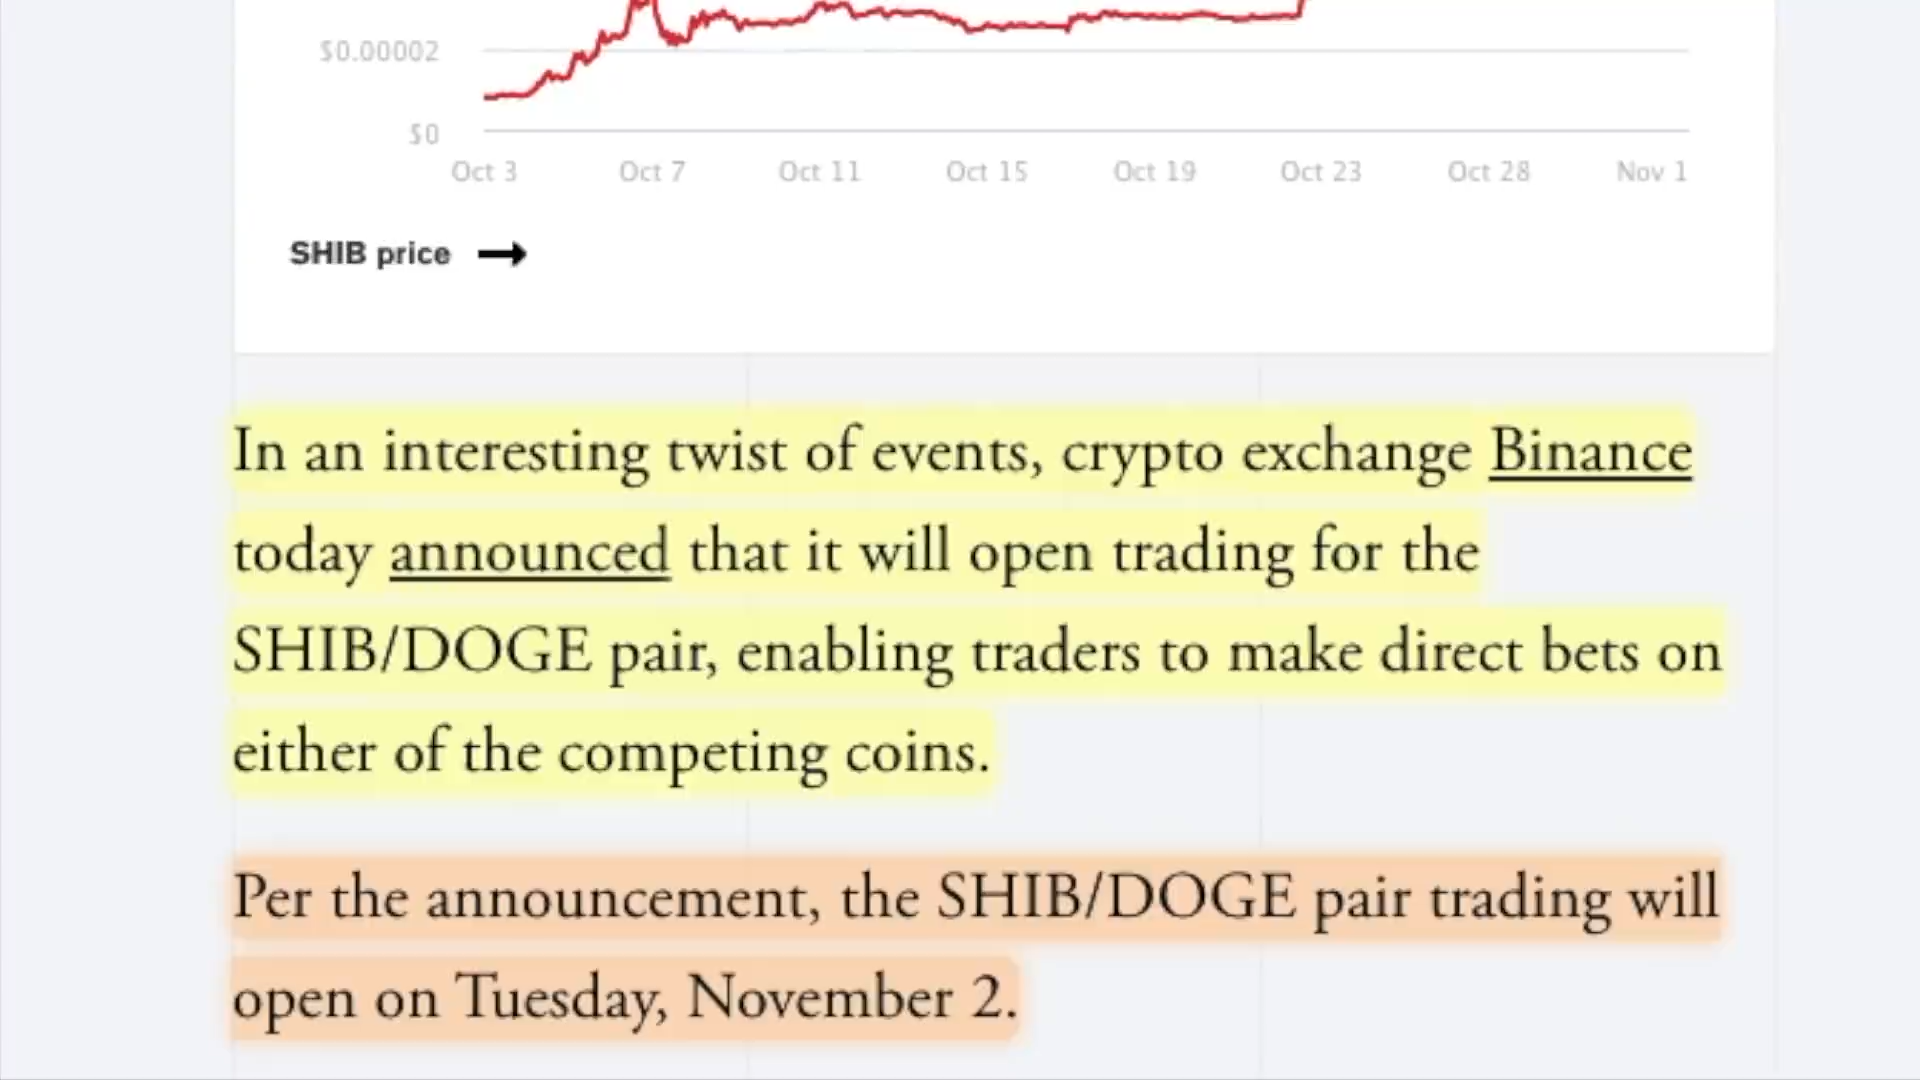 $0.00002
$0
Oct 3 Oct 7 Oct 11 Oct 15 Oct 19 Oct 23 Oct 28 Nov 1
SHIB price
In an interesting twist of events, crypto exchange Binance
today announced that it will open trading for the
SHIB/DOGE pair, enabling traders to make direct bets on
either of the competing coins.
Per the announcement, the SHIB/DOGE pair trading will
open on Tuesday, November 2.